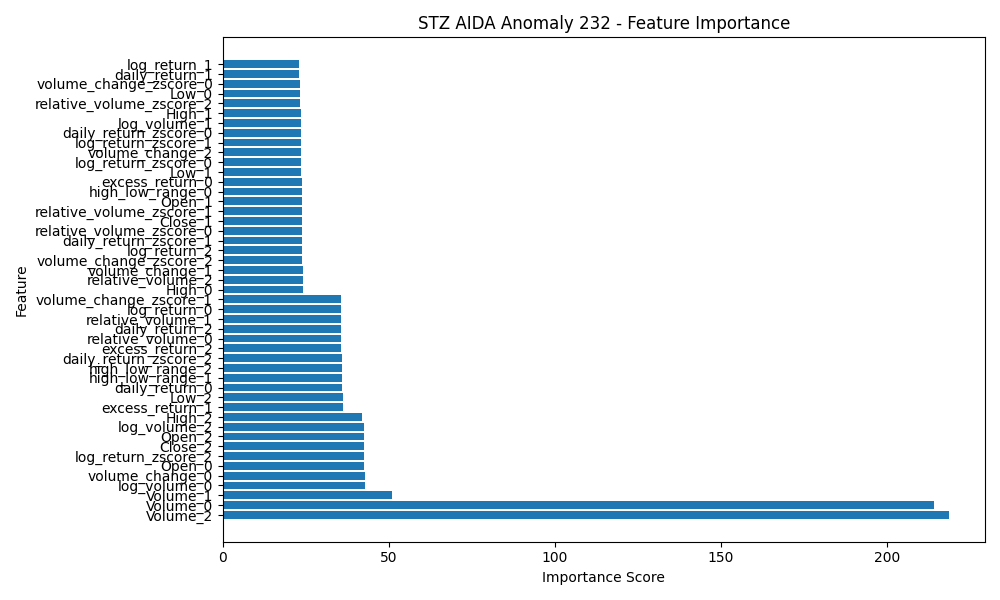 STZ AIDA Anomaly 232 - Feature Importance
log_return_1
daily_return_1
volume_change_zscore_0
Low_0
relative_volume_zscore_2
High_1
log_volume_1
daily_return_zscore_0
log_return_zscore_1
volume_change_2
log_return_zscore_0
Low_1
excess_return_0
high_low_range_0
Open_1
relative_volume_zscore_1
Close_1
relative_volume_zscore_0
daily_return_zscore_1
log_return_2
volume_change_zscore_2
volume_change_1
relative_volume_2
High_0
volume_change_zscore_1
log_return_0
relative_volume_1
daily_return_2
relative_volume_0
excess_return_2
daily_return_zscore_2
high_low_range_2
high_low_range_1
daily_return_0
Low_2
excess_return_1
High_2
log_volume_2
Open_2
Close_2
log_return_zscore_2
Open_0
volume_change_0
log_volume_0
Volume_1
Volume_0
Volume_2
Feature
0 50 100 150 200
Importance Score